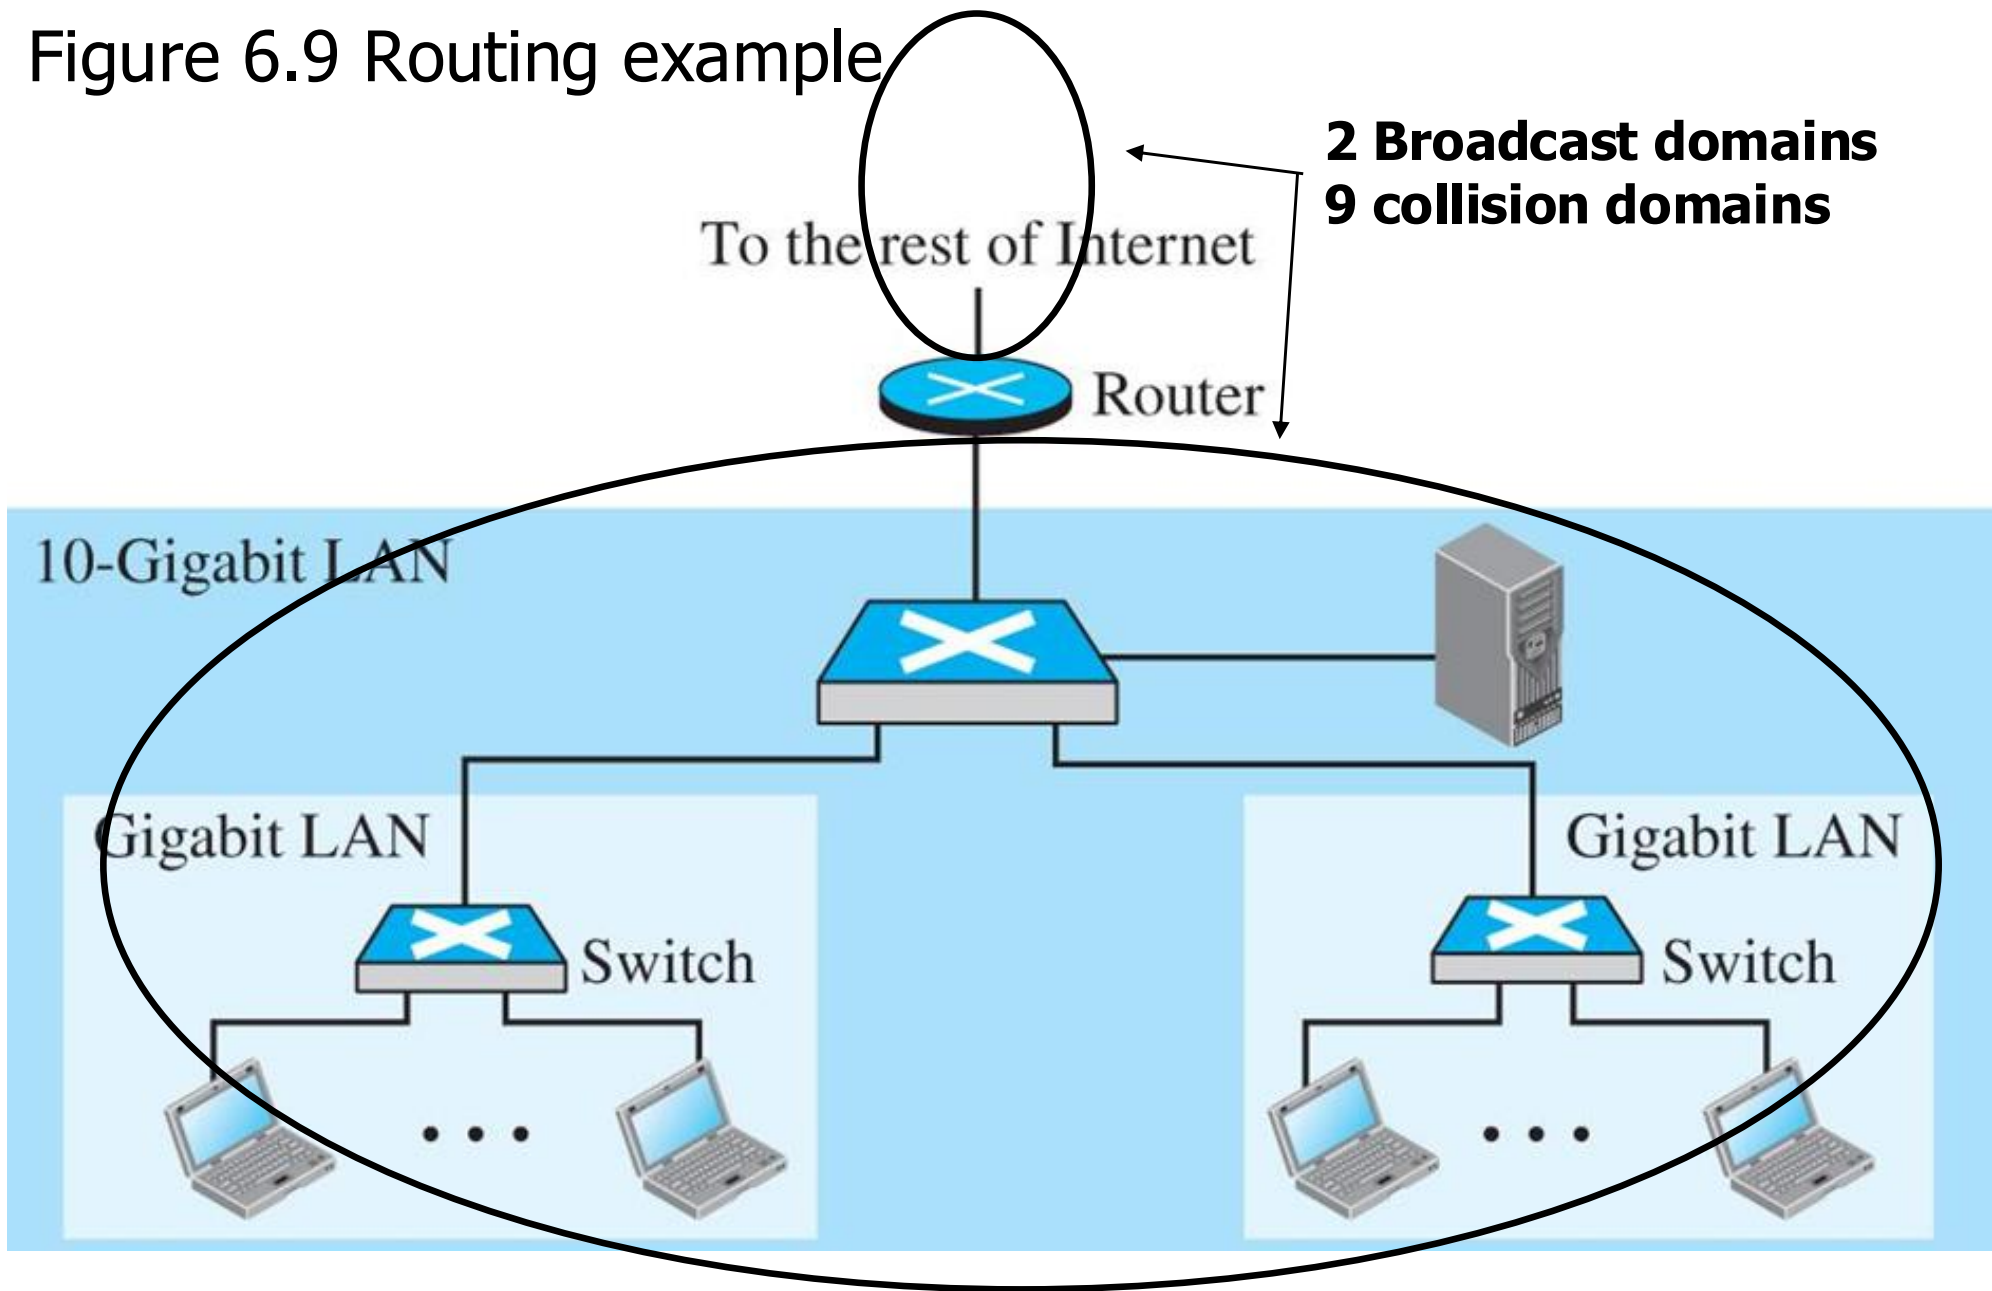 Figure 6.9 Routing example
2 Broadcast domains
9 collision domains
To the rest of Internet
Router
10-Gigabit LAN
Gigabit LAN
Gigabit LAN
Switch
Switch